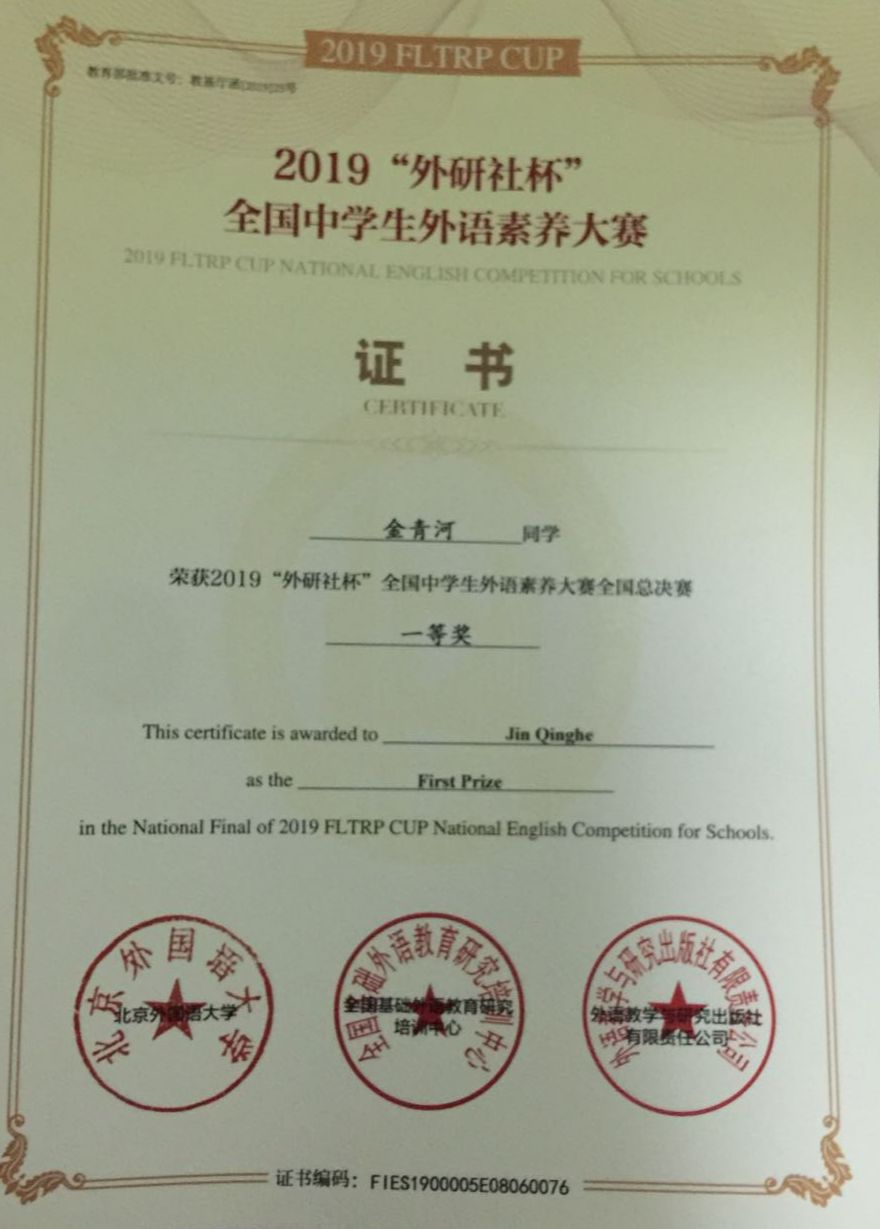 2019 FLTRP CUP
教育部批准文号：教基厅函[2019]25号
2019“外研社杯”
全国中学生外语素养大赛
2019 FLTRP CUP NATIONAL ENGLISH COMPETITION FOR SCHOOLS
证 书
CERTIFICATE
金青河 同学
荣获2019“外研社杯”全国中学生外语素养大赛全国总决赛
一等奖
This certificate is awarded to Jin Qinghe
as the First Prize
in the National Final of 2019 FLTRP CUP National English Competition for Schools.
北京外国语大学
北京外国语大学
全国基础外语教育研究培训中心
全国基础外语教育研究
培训中心
外语教学与研究出版社有限责任公司
外语教学与研究出版社
有限责任公司
证书编码：FIES1900005E08060076